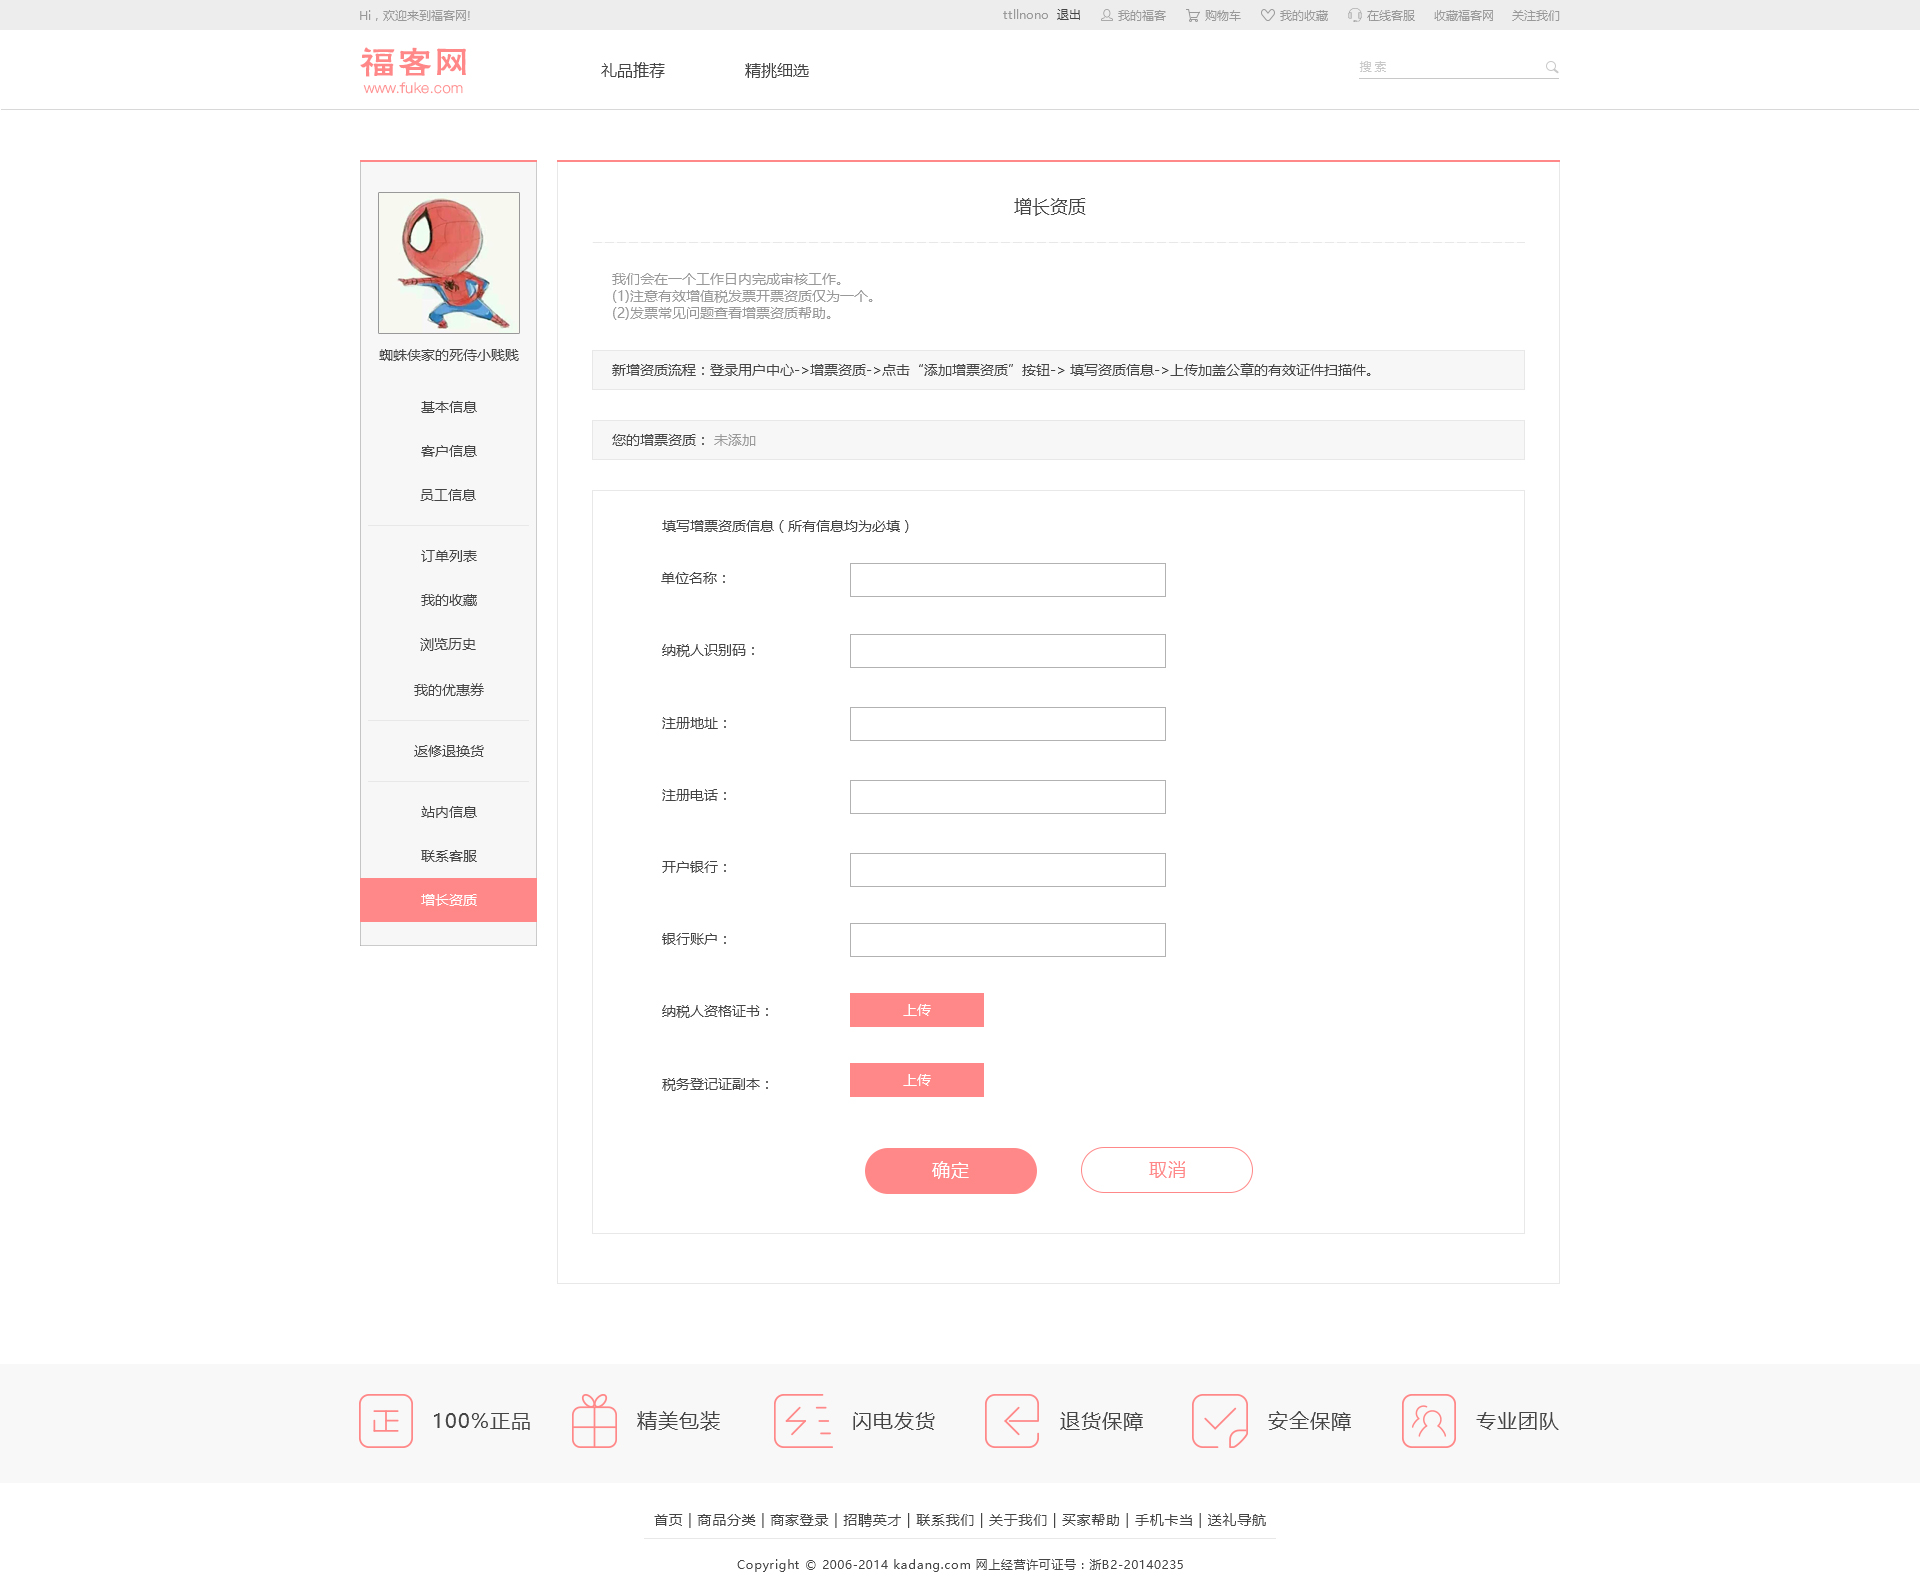 Hi，欢迎来到福客网!
ttllnono 退出 我的福客 购物车 我的收藏 在线客服 收藏福客网 关注我们
福客网
www.fuke.com
礼品推荐 精挑细选
搜索
蜘蛛侠家的死侍小贱贱
基本信息
客户信息
员工信息
订单列表
我的收藏
浏览历史
我的优惠券
返修退换货
站内信息
联系客服
增长资质
增长资质
我们会在一个工作日内完成审核工作。
(1)注意有效增值税发票开票资质仅为一个。
(2)发票常见问题查看增票资质帮助。
新增资质流程：登录用户中心->增票资质->点击“添加增票资质”按钮-> 填写资质信息->上传加盖公章的有效证件扫描件。
您的增票资质： 未添加
填写增票资质信息（所有信息均为必填）
单位名称：
纳税人识别码：
注册地址：
注册电话：
开户银行：
银行账户：
纳税人资格证书： 上传
税务登记证副本： 上传
确定 取消
正 100%正品 精美包装 闪电发货 退货保障 安全保障 专业团队
首页 | 商品分类 | 商家登录 | 招聘英才 | 联系我们 | 关于我们 | 买家帮助 | 手机卡当 | 送礼导航
Copyright © 2006-2014 kadang.com 网上经营许可证号：浙B2-20140235